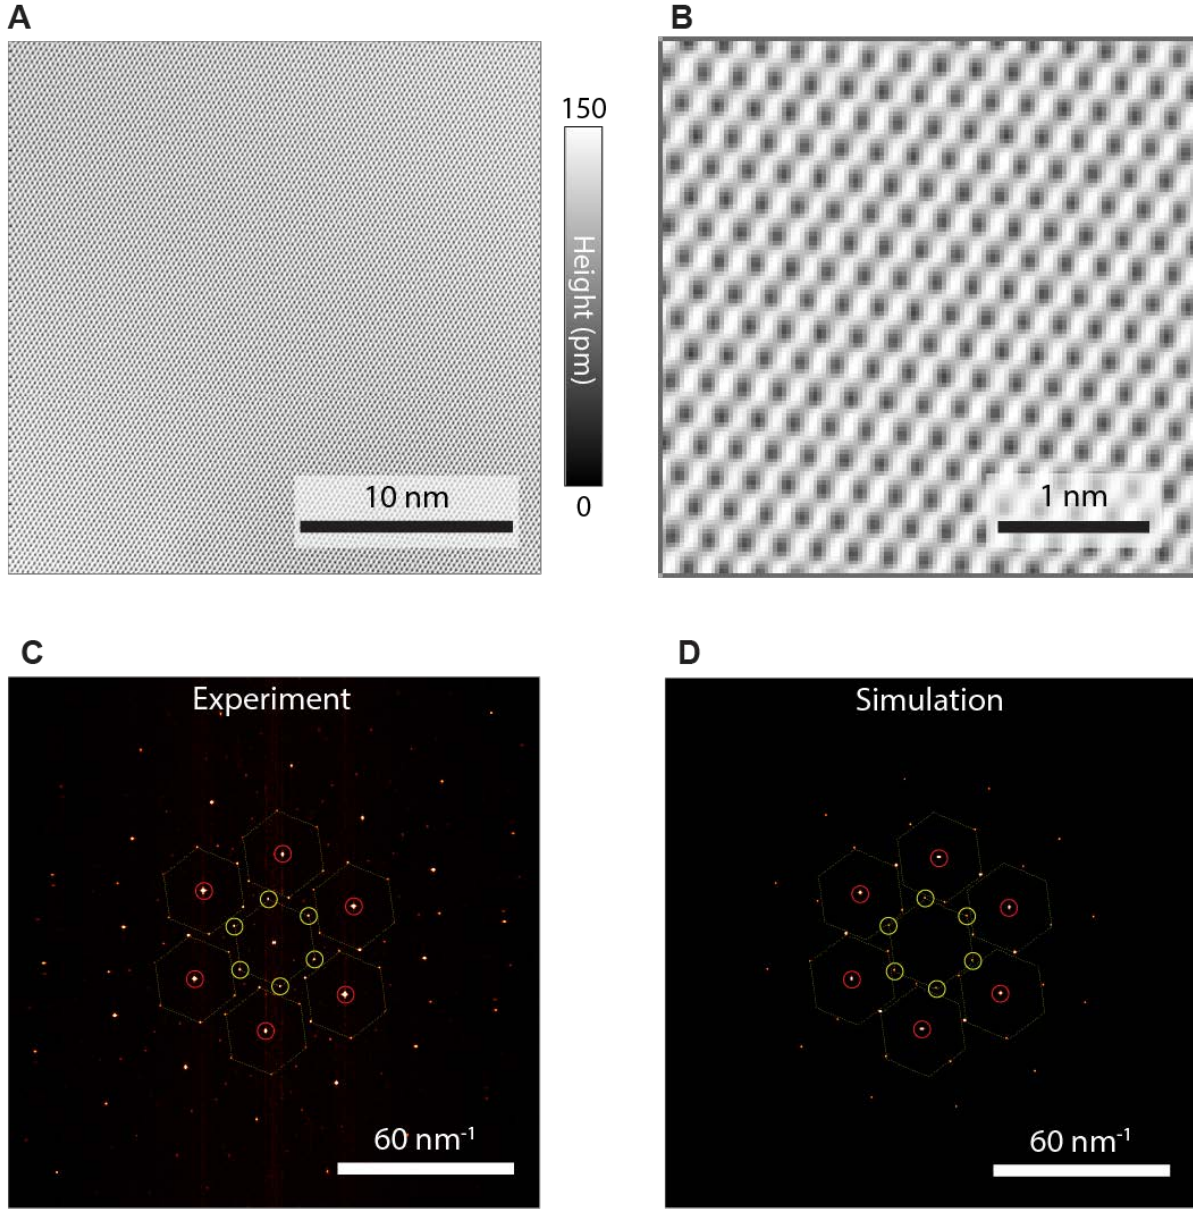 A
B
150
Height (pm)
0
10 nm
1 nm
C
D
Experiment
Simulation
60 nm⁻¹
60 nm⁻¹